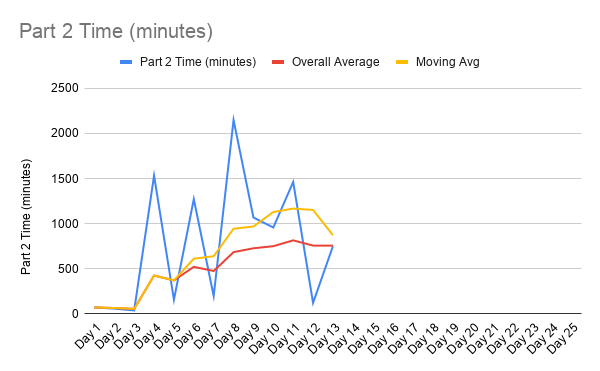 Part 2 Time (minutes)
Part 2 Time (minutes) Overall Average Moving Avg
2500
2000
1500
1000
500
0
Part 2 Time (minutes)
Day 1 Day 2 Day 3 Day 4 Day 5 Day 6 Day 7 Day 8 Day 9 Day 10 Day 11 Day 12 Day 13 Day 14 Day 15 Day 16 Day 17 Day 18 Day 19 Day 20 Day 21 Day 22 Day 23 Day 24 Day 25